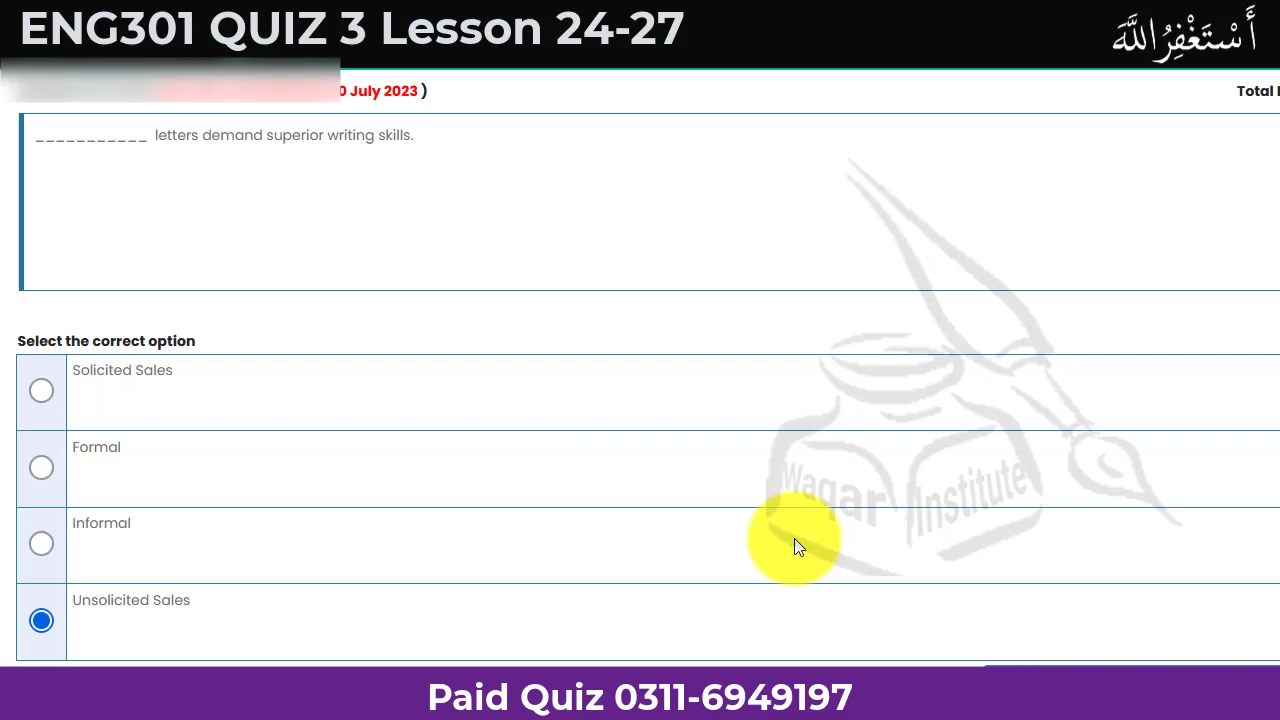 ENG301 QUIZ 3 Lesson 24-27
أَسْتَغْفِرُ اللَّه
0 July 2023 )
Total
___________ letters demand superior writing skills.
Select the correct option
Solicited Sales
Formal
Informal
Unsolicited Sales
Waqar Institute
Paid Quiz 0311-6949197